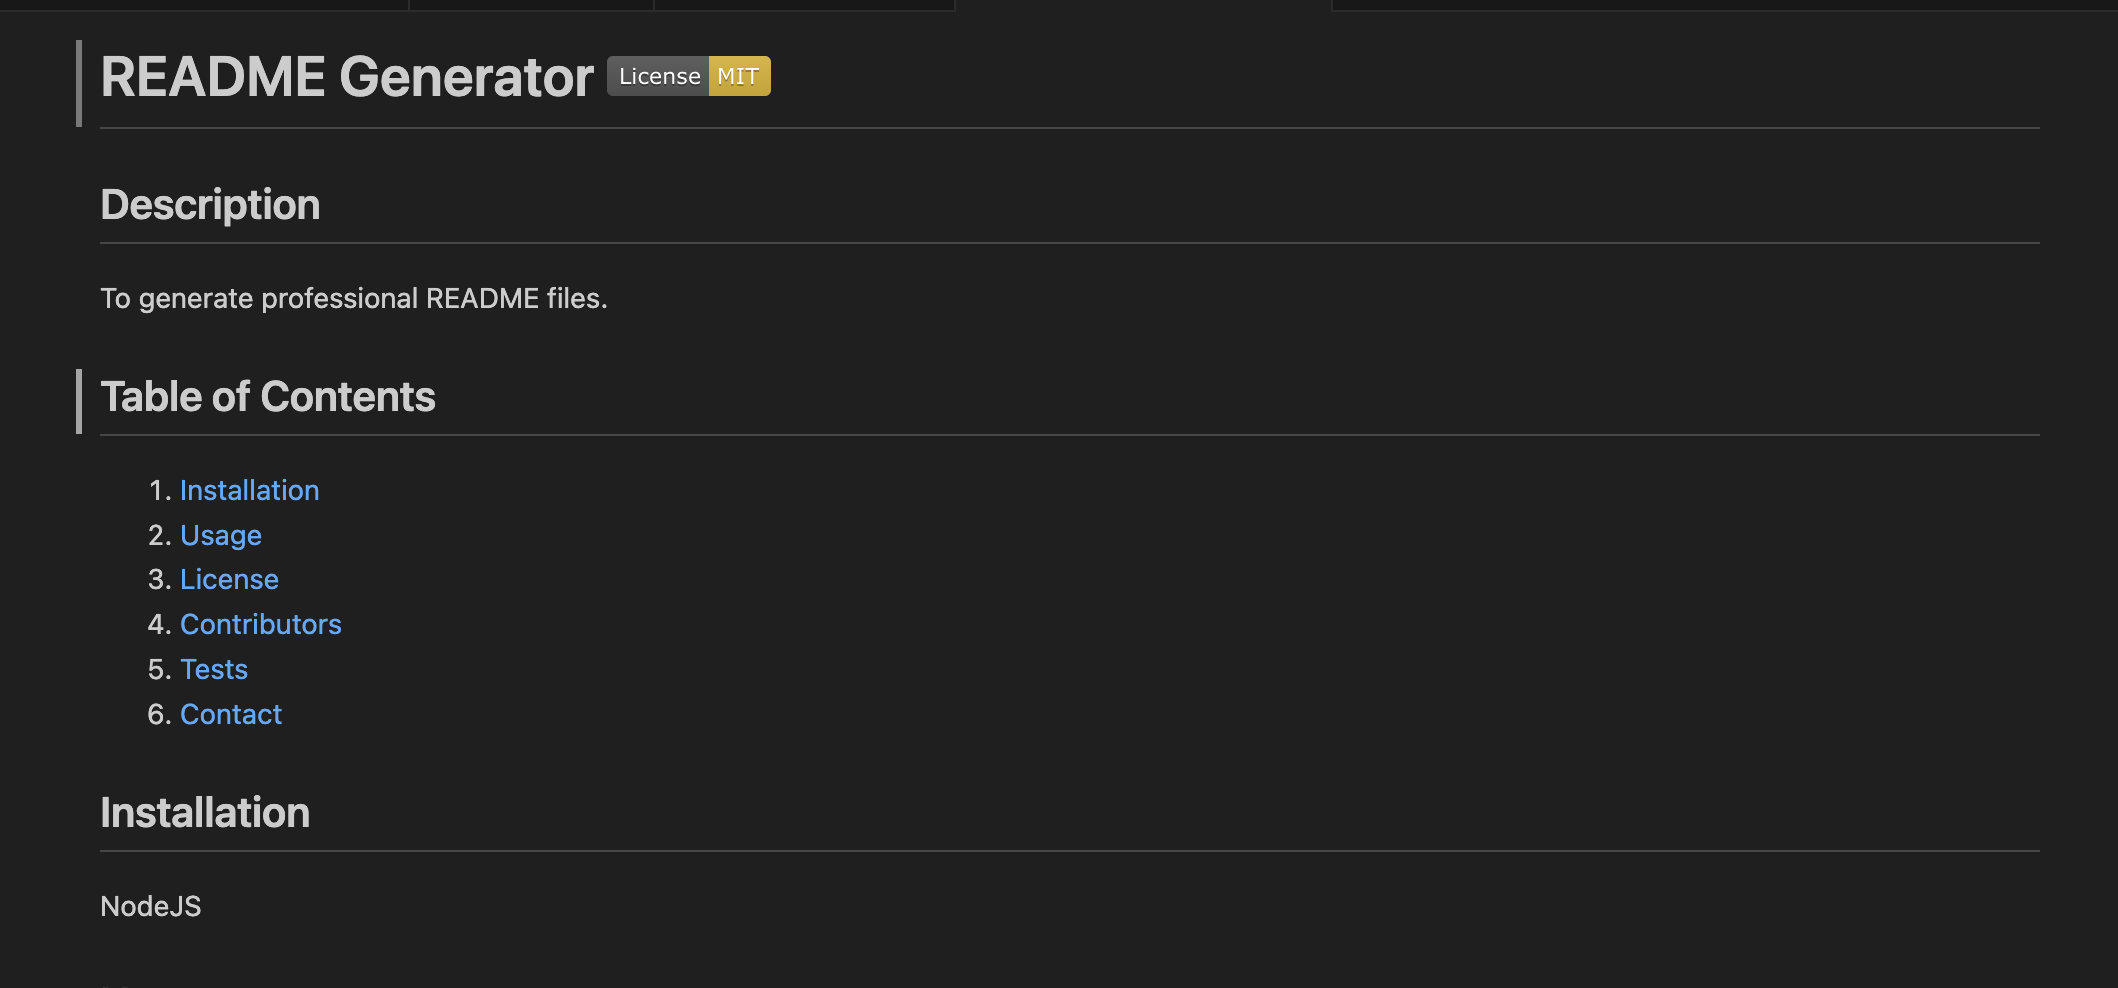 README Generator License MIT
Description
To generate professional README files.
Table of Contents
1. Installation
2. Usage
3. License
4. Contributors
5. Tests
6. Contact
Installation
NodeJS